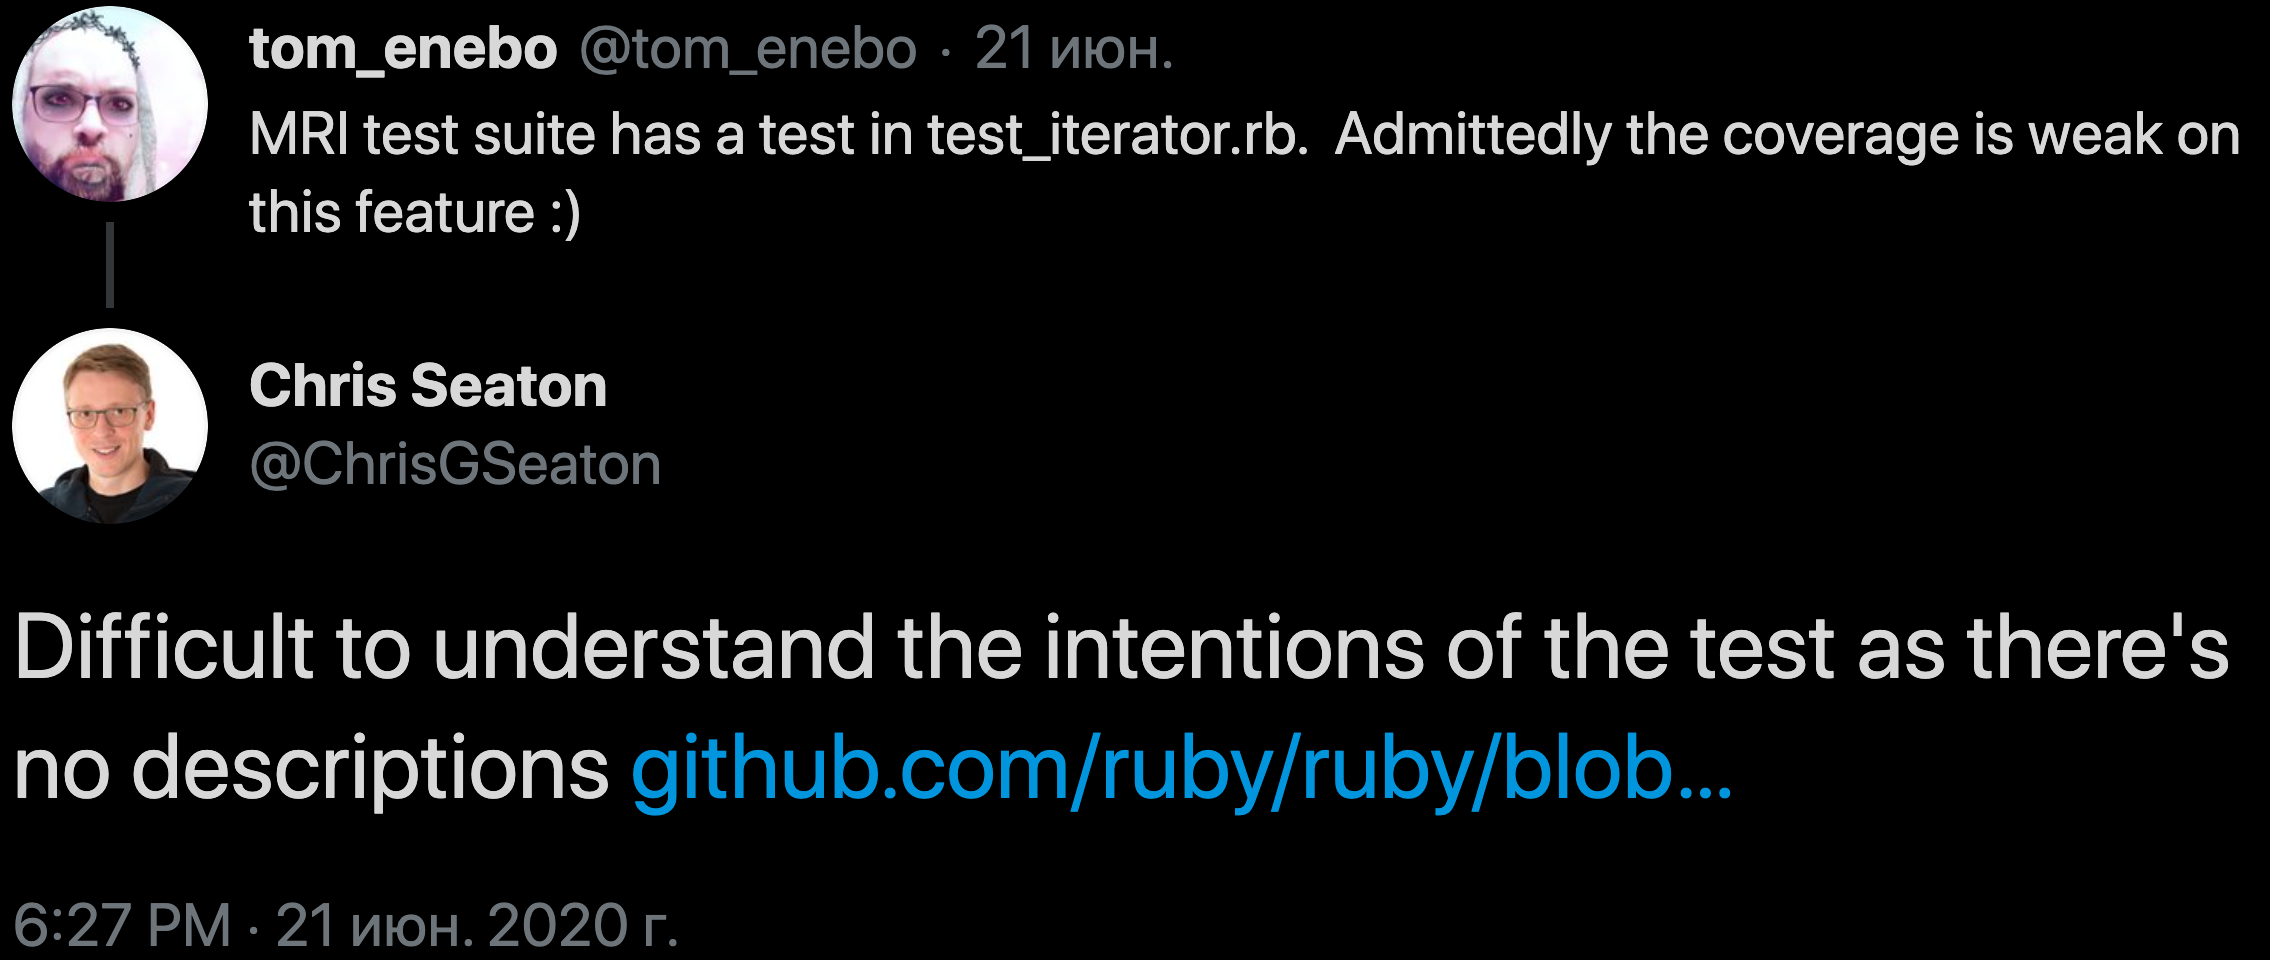 tom_enebo @tom_enebo · 21 июн.
MRI test suite has a test in test_iterator.rb.  Admittedly the coverage is weak on
this feature :)
Chris Seaton
@ChrisGSeaton
Difficult to understand the intentions of the test as there's
no descriptions github.com/ruby/ruby/blob…
6:27 PM · 21 июн. 2020 г.